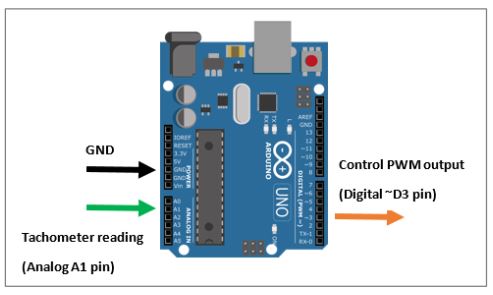 GND
Tachometer reading
(Analog A1 pin)
IOREF
RESET
3.3V
5V
GND
GND
Vin
POWER
A0
A1
A2
A3
A4
A5
ANALOG IN
L
TX
RX
ARDUINO
UNO
ON
AREF
GND
13
12
~11
~10
~9
8
7
~6
~5
4
~3
2
TX-1
RX-0
DIGITAL (PWM ~)
Control PWM output
(Digital ~D3 pin)